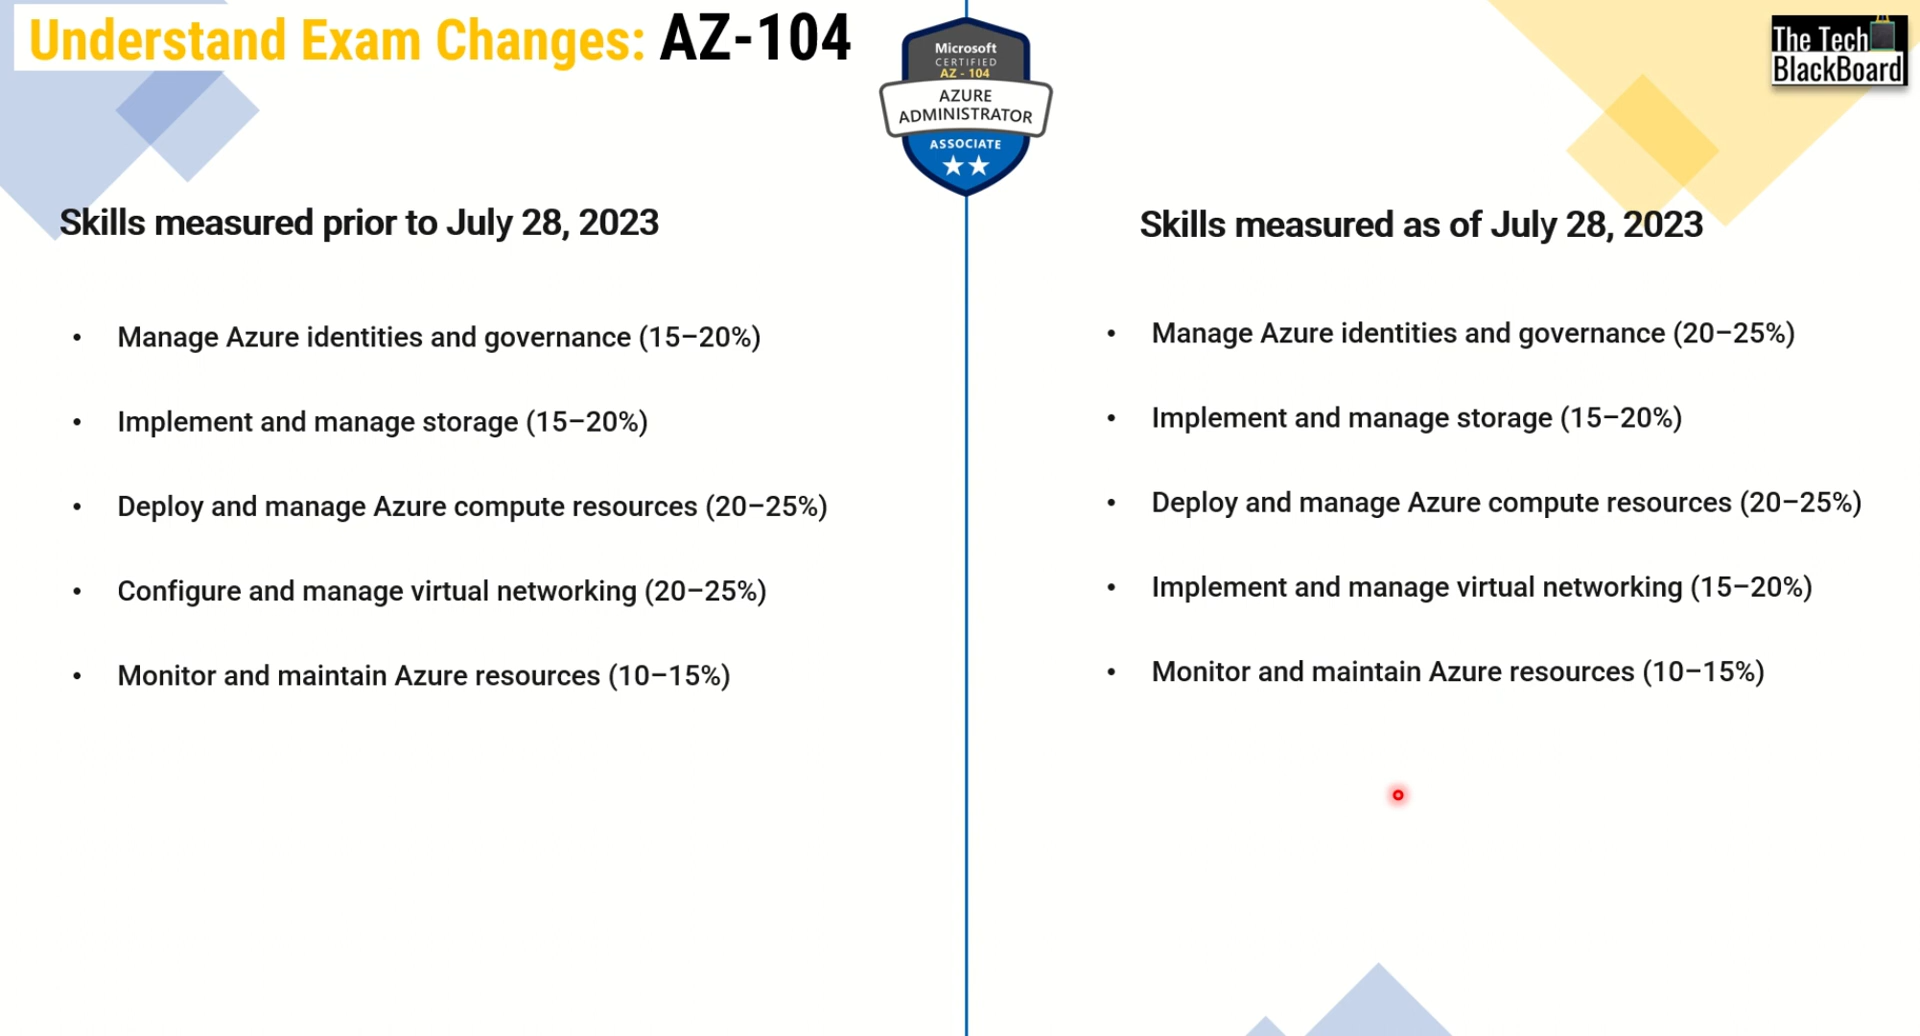 Understand Exam Changes: AZ-104
Microsoft
CERTIFIED
AZ - 104
AZURE
ADMINISTRATOR
ASSOCIATE
The Tech
BlackBoard
Skills measured prior to July 28, 2023
• Manage Azure identities and governance (15–20%)
• Implement and manage storage (15–20%)
• Deploy and manage Azure compute resources (20–25%)
• Configure and manage virtual networking (20–25%)
• Monitor and maintain Azure resources (10–15%)
Skills measured as of July 28, 2023
• Manage Azure identities and governance (20–25%)
• Implement and manage storage (15–20%)
• Deploy and manage Azure compute resources (20–25%)
• Implement and manage virtual networking (15–20%)
• Monitor and maintain Azure resources (10–15%)